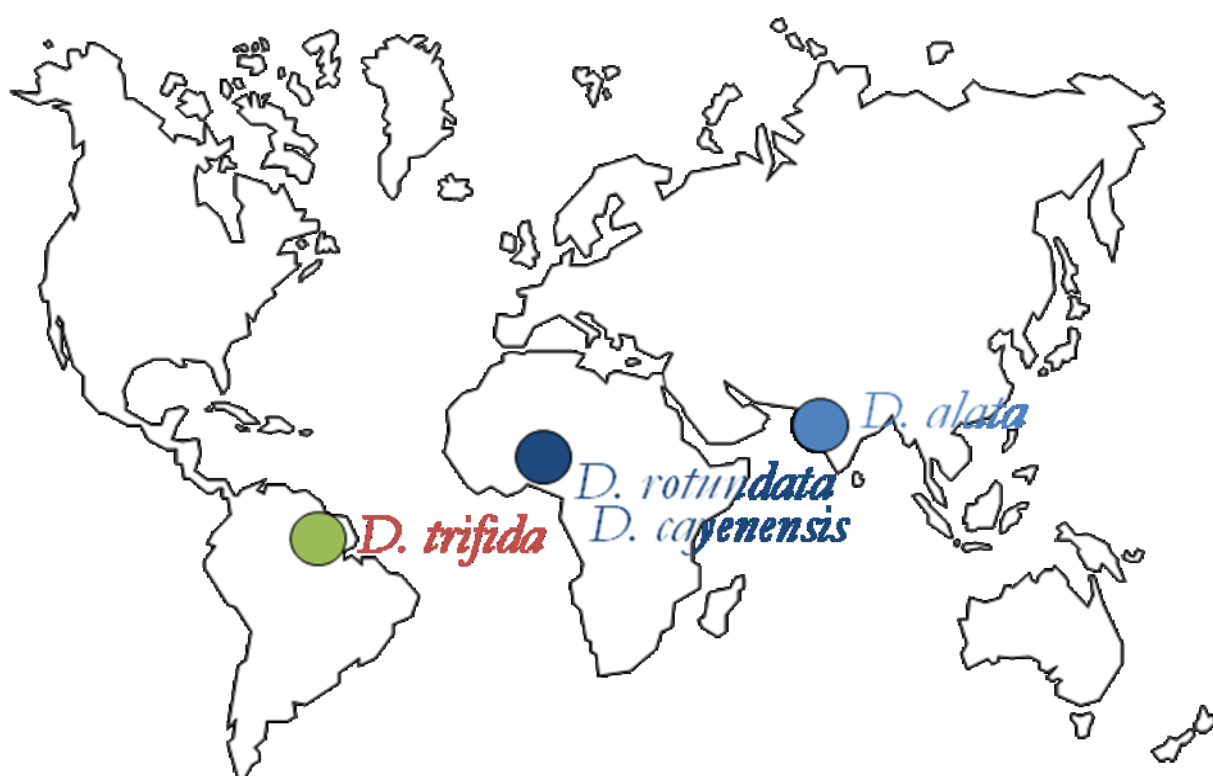 D. alata
D. rotundata
D. cayenensis
D. trifida